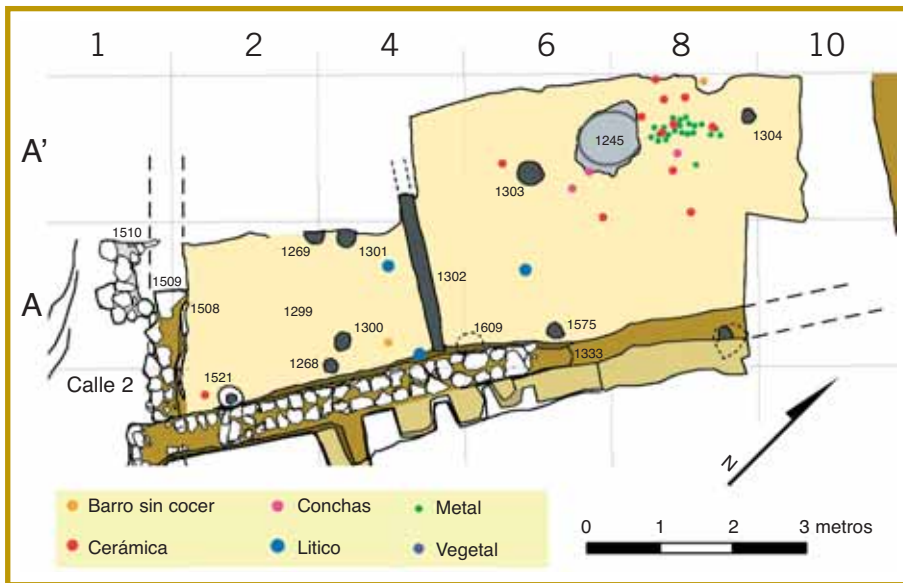 1 2 4 6 8 10
A'
1245
1304
1303
1510
1269 1301
1509
1302
A
1508
1299
1300
1609
1575
1268
1333
Calle 2
1521
N
Barro sin cocer Conchas Metal
Cerámica Litico Vegetal
0 1 2 3 metros